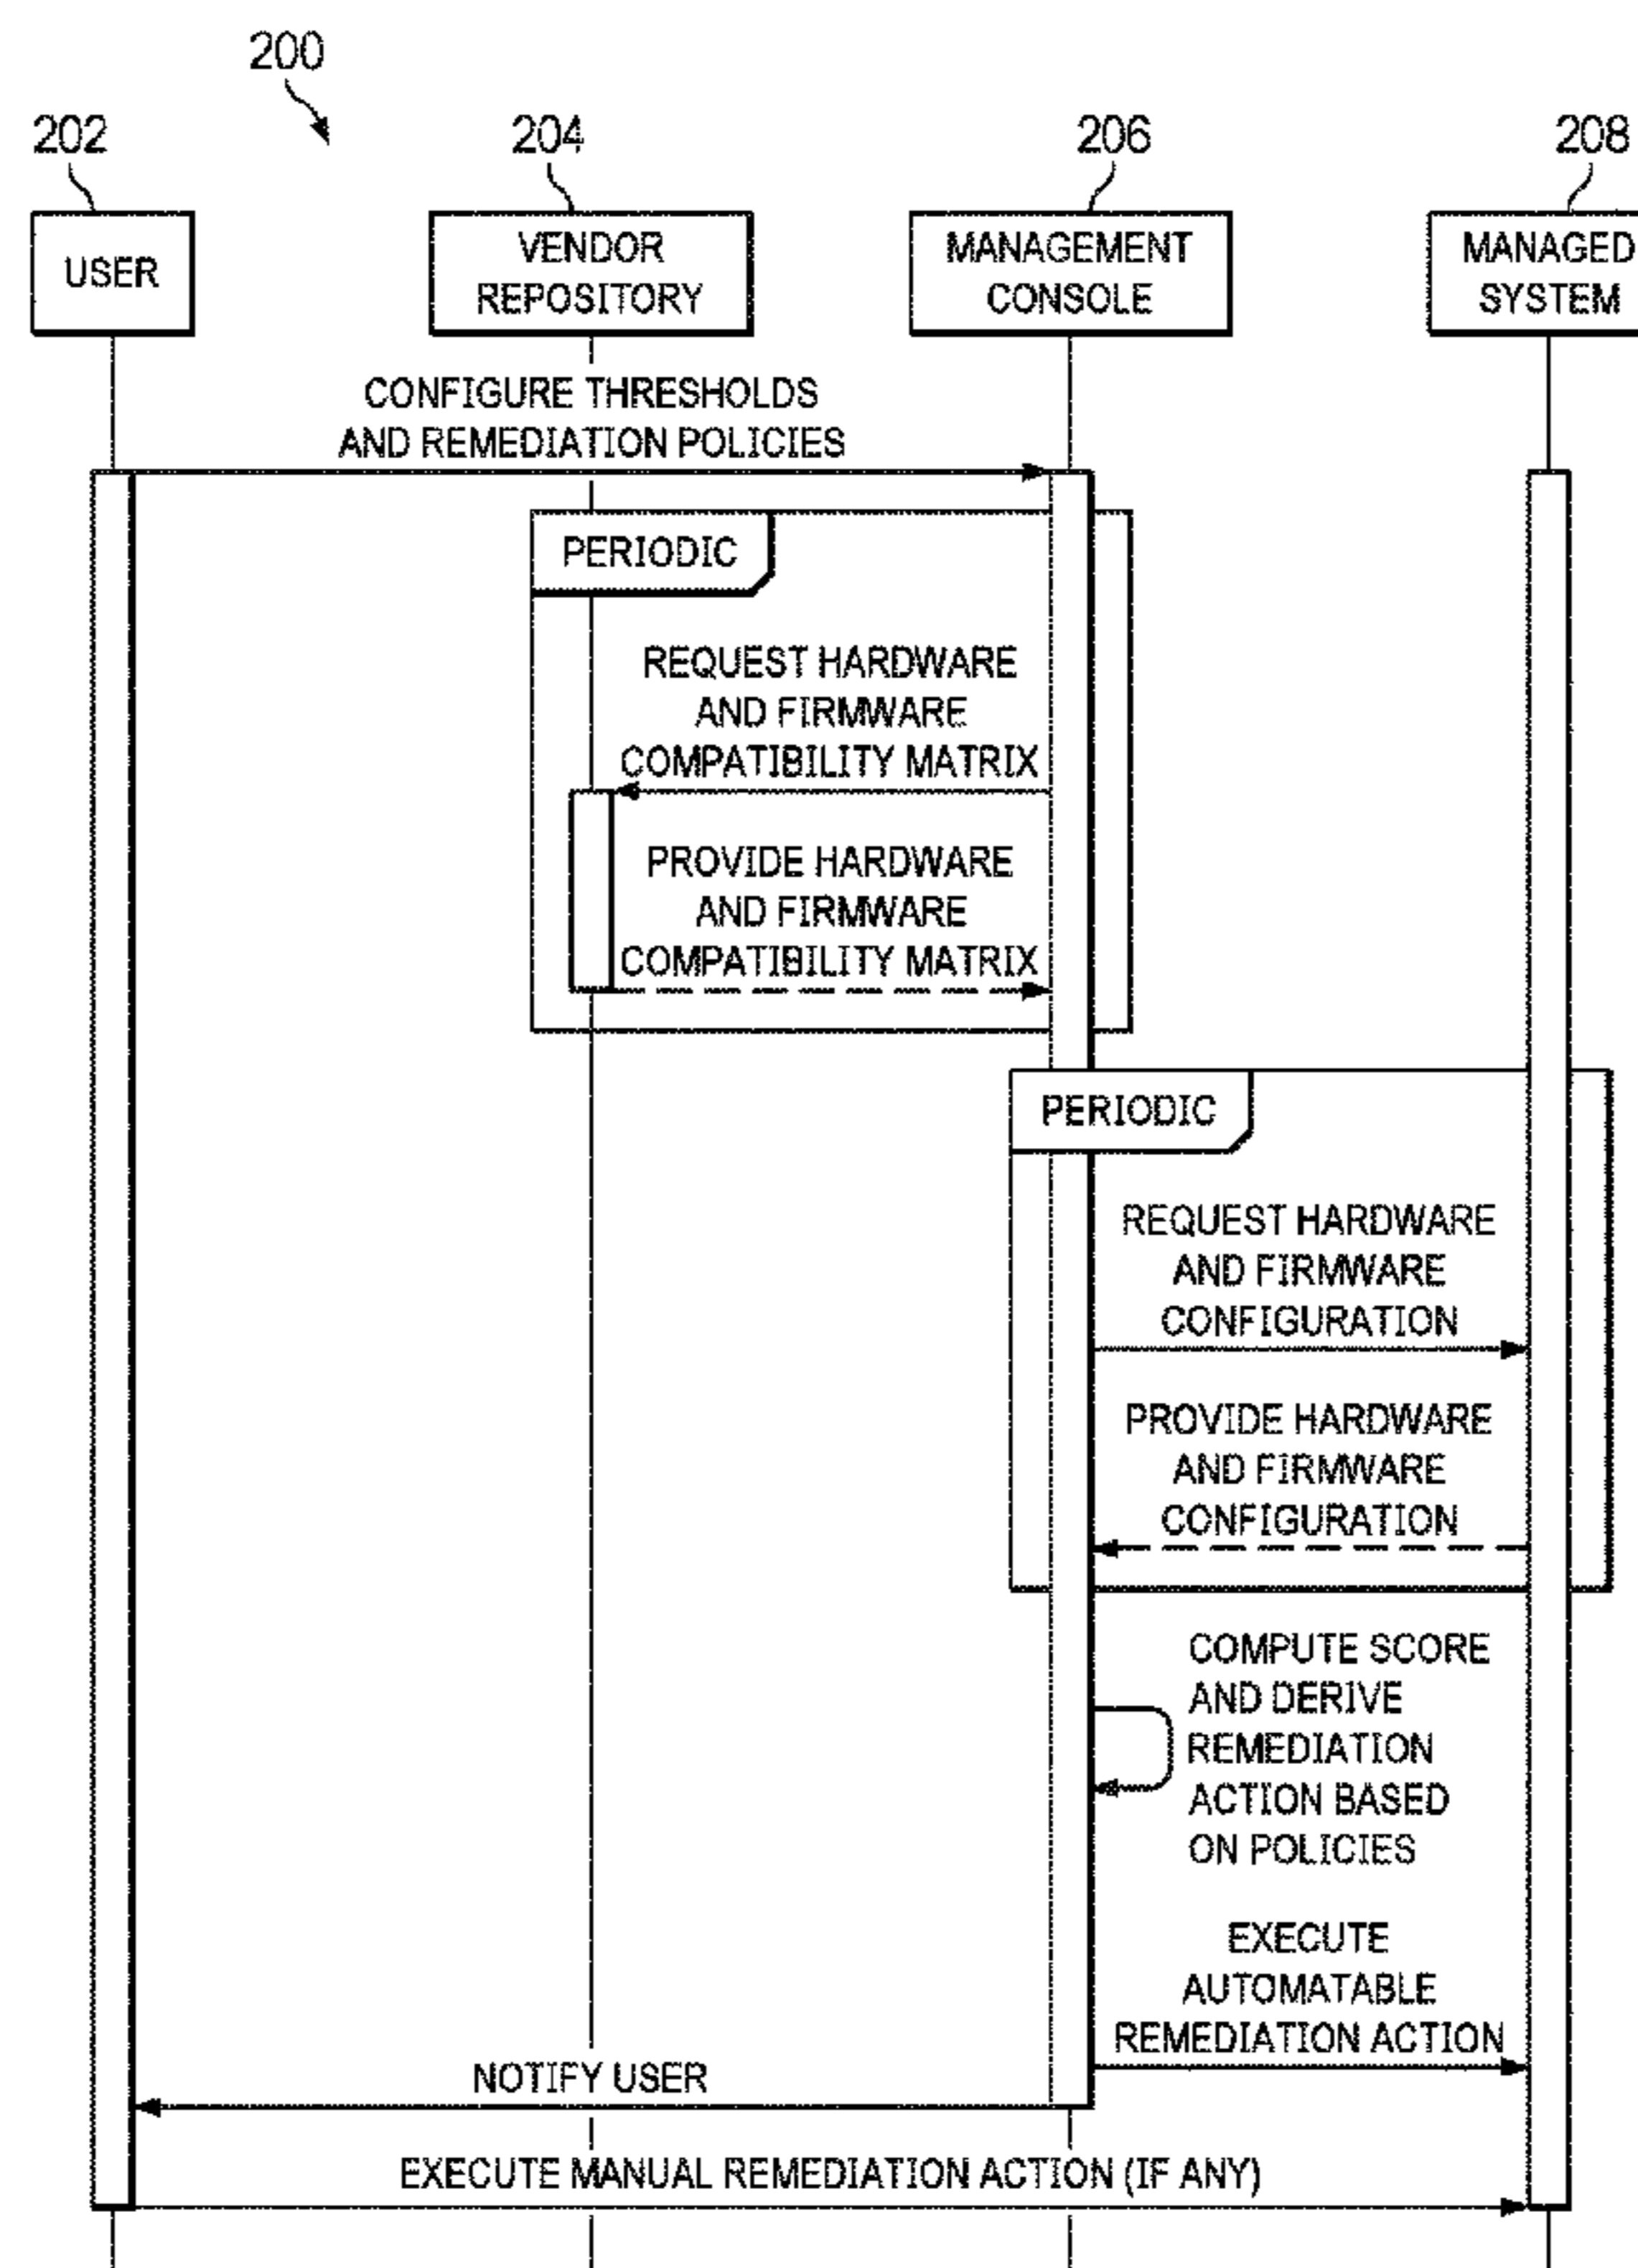 200
202
204
206
208
USER
VENDOR
REPOSITORY
MANAGEMENT
CONSOLE
MANAGED
SYSTEM
CONFIGURE THRESHOLDS
AND REMEDIATION POLICIES
PERIODIC
REQUEST HARDWARE
AND FIRMWARE
COMPATIBILITY MATRIX
PROVIDE HARDWARE
AND FIRMWARE
COMPATIBILITY MATRIX
PERIODIC
REQUEST HARDWARE
AND FIRMWARE
CONFIGURATION
PROVIDE HARDWARE
AND FIRMWARE
CONFIGURATION
COMPUTE SCORE
AND DERIVE
REMEDIATION
ACTION BASED
ON POLICIES
EXECUTE
AUTOMATABLE
REMEDIATION ACTION
NOTIFY USER
EXECUTE MANUAL REMEDIATION ACTION (IF ANY)